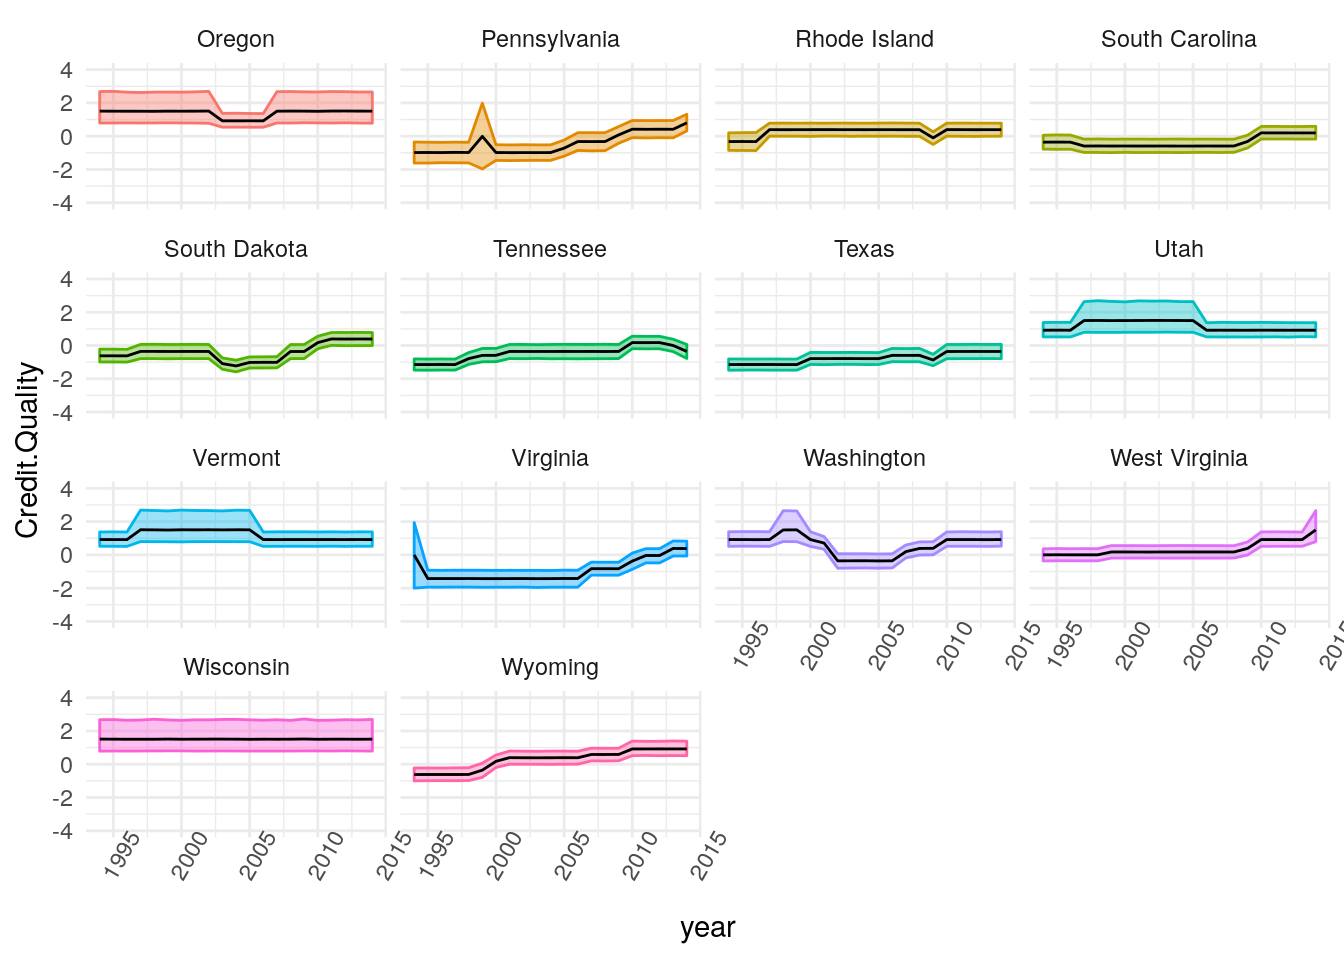 Oregon Pennsylvania Rhode Island South Carolina
4
2
0
-2
-4
South Dakota Tennessee Texas Utah
4
2
0
-2
-4
Credit.Quality
Vermont Virginia Washington West Virginia
4
2
0
-2
-4
1995 2000 2005 2010 2015 1995 2000 2005 2010 2015
Wisconsin Wyoming
4
2
0
-2
-4
1995 2000 2005 2010 2015 1995 2000 2005 2010 2015
year